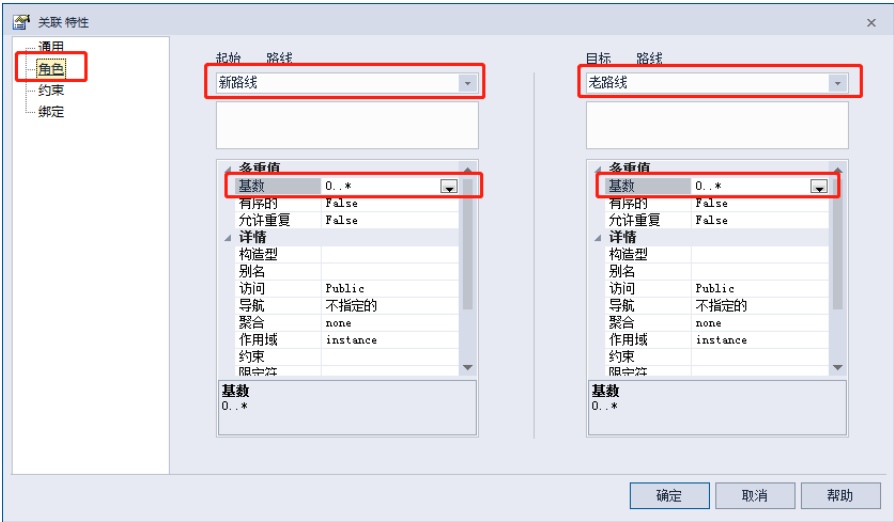 关联 特性
通用
角色
约束
绑定
起始 路线
新路线
多重值
基数 0..*
有序的 False
允许重复 False
详情
构造型
别名
访问 Public
导航 不指定的
聚合 none
作用域 instance
约束
限定符
基数
0..*
目标 路线
老路线
多重值
基数 0..*
有序的 False
允许重复 False
详情
构造型
别名
访问 Public
导航 不指定的
聚合 none
作用域 instance
约束
限定符
基数
0..*
确定 取消 帮助